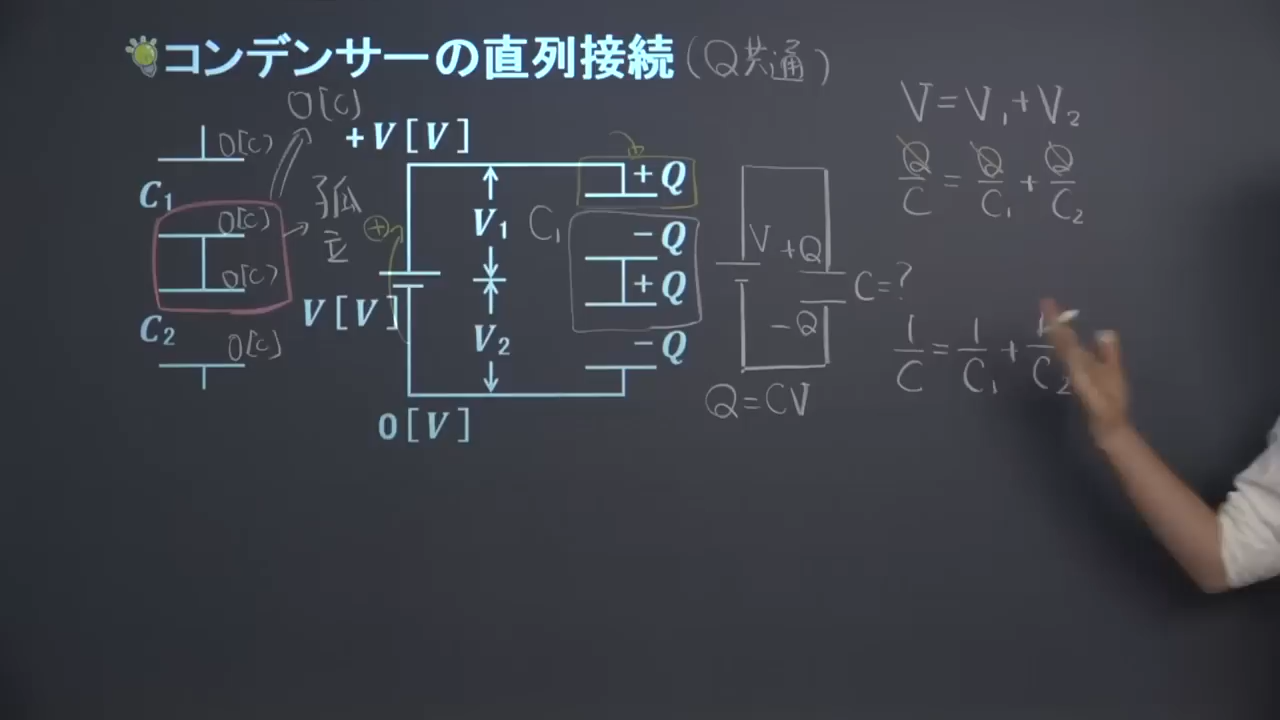 コンデンサーの直列接続(Q共通)
0[C]
0[C]
C₁
0[C]
0[C]
C₂
0[C]
孤立
+V[V]
V₁
V₂
V[V]
0[V]
C₁
+Q
-Q
+Q
-Q
V
+Q
-Q
C=?
Q=CV
V=V₁+V₂
Q/C=Q/C₁+Q/C₂
1/C=1/C₁+1/C₂